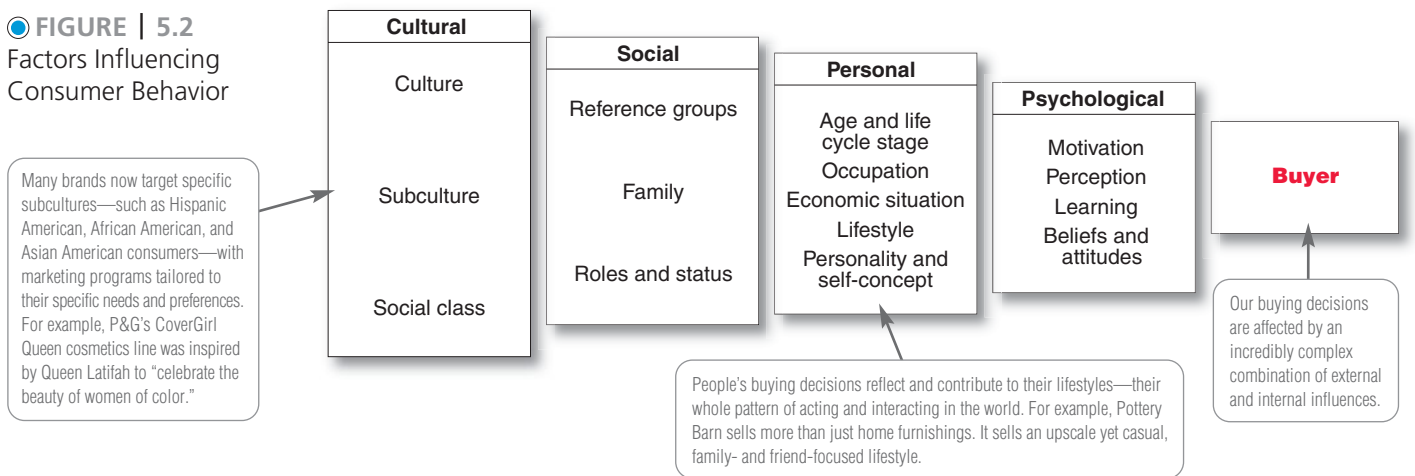 FIGURE | 5.2
Factors Influencing
Consumer Behavior
Many brands now target specific
subcultures—such as Hispanic
American, African American, and
Asian American consumers—with
marketing programs tailored to
their specific needs and preferences.
For example, P&G's CoverGirl
Queen cosmetics line was inspired
by Queen Latifah to “celebrate the
beauty of women of color.”
Cultural
Culture
Subculture
Social class
Social
Reference groups
Family
Roles and status
Personal
Age and life
cycle stage
Occupation
Economic situation
Lifestyle
Personality and
self-concept
People's buying decisions reflect and contribute to their lifestyles—their
whole pattern of acting and interacting in the world. For example, Pottery
Barn sells more than just home furnishings. It sells an upscale yet casual,
family- and friend-focused lifestyle.
Psychological
Motivation
Perception
Learning
Beliefs and
attitudes
Buyer
Our buying decisions
are affected by an
incredibly complex
combination of external
and internal influences.